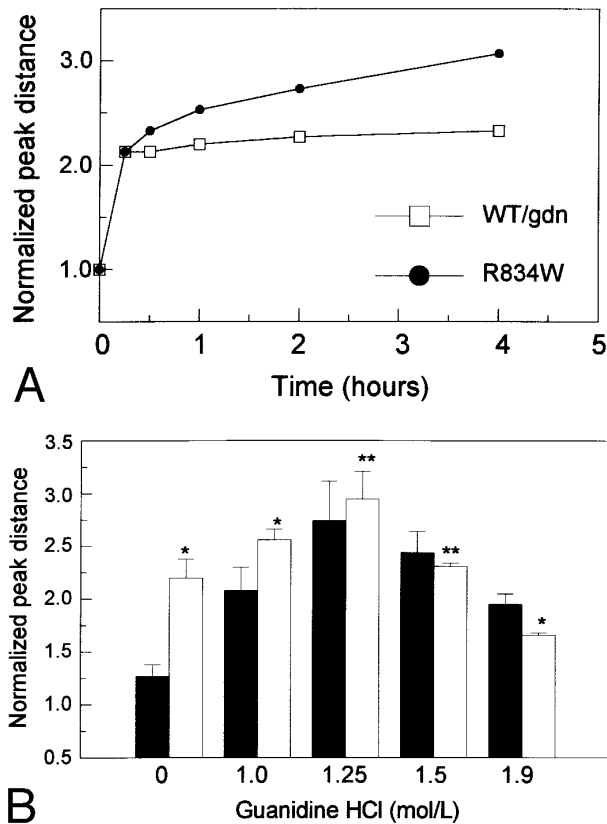 Normalized peak distance
3.0
2.0
1.0
WT/gdn
R834W
0 1 2 3 4 5
Time (hours)
A
Normalized peak distance
3.5
3.0
2.5
2.0
1.5
1.0
0.5
* * ** ** *
0 1.0 1.25 1.5 1.9
Guanidine HCl (mol/L)
B